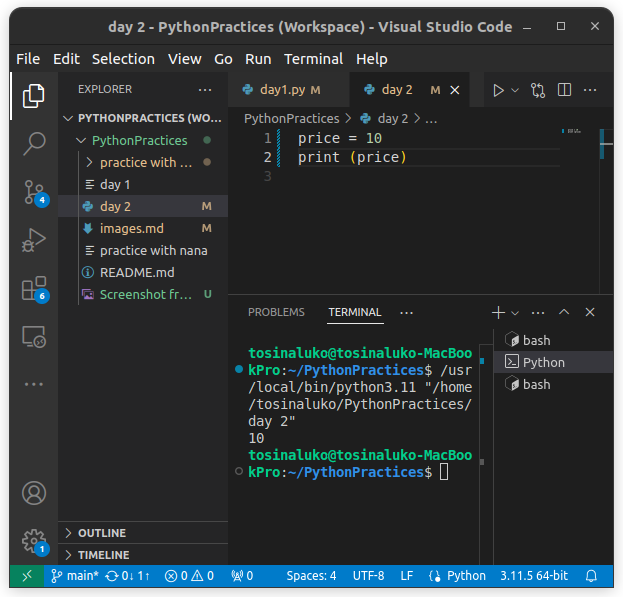 day 2 - PythonPractices (Workspace) - Visual Studio Code
File Edit Selection View Go Run Terminal Help
EXPLORER
PYTHONPRACTICES (WO...
PythonPractices
practice with ...
day 1
day 2 M
images.md M
practice with nana
README.md
Screenshot fr... U
OUTLINE
TIMELINE
4
6
1
day1.py M
day 2 M
PythonPractices > day 2 > ...
1 price = 10
2 print (price)
3
PROBLEMS TERMINAL
tosinaluko@tosinaluko-MacBoo
kPro:~/PythonPractices$ /usr
/local/bin/python3.11 "/home
/tosinaluko/PythonPractices/
day 2"
10
tosinaluko@tosinaluko-MacBoo
kPro:~/PythonPractices$
bash
Python
bash
main* 0↓ 1↑ 0 0 0 Spaces: 4 UTF-8 LF Python 3.11.5 64-bit